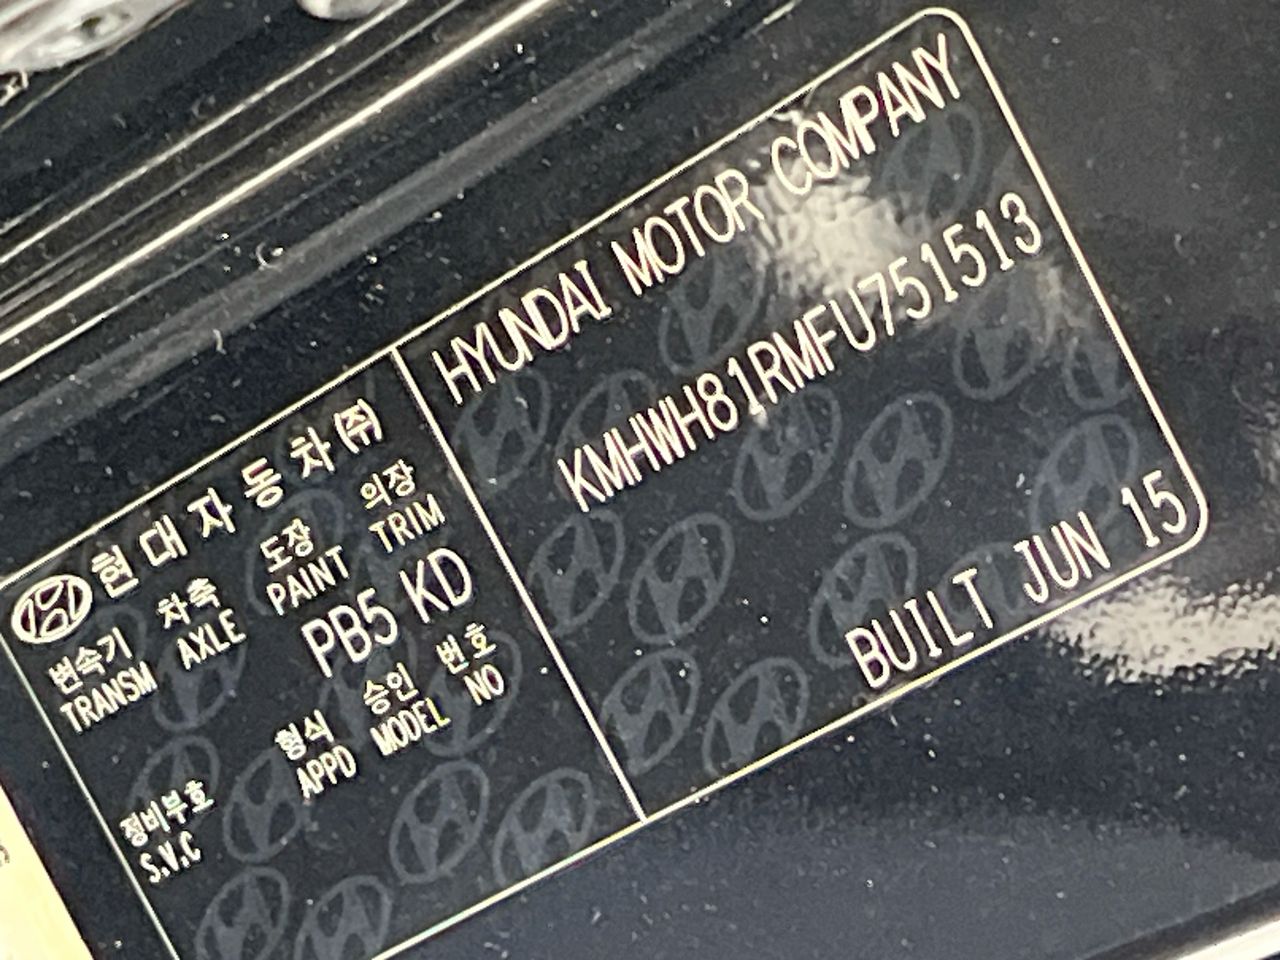 현대자동차㈜
변속기 차축 도장 의장
TRANSM AXLE PAINT TRIM
PB5 KD
형식 승인 번호
정비부호 APPD MODEL NO
S.V.C
HYUNDAI MOTOR COMPANY
KMHWH81RMFU751513
BUILT JUN 15